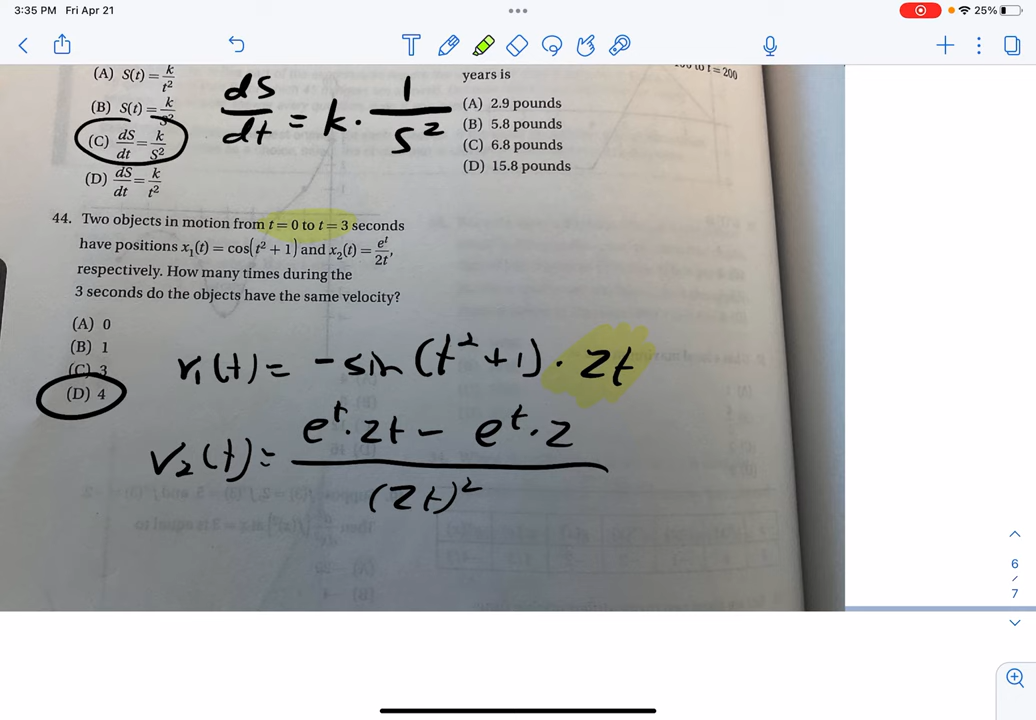 3:35 PM Fri Apr 21
25%
(A) S(t) = k/t²
(B) S(t) = k/s²
(C) dS/dt = k/S²
(D) dS/dt = k/t²
dS/dt = k · 1/S²
to t = 200
years is
(A) 2.9 pounds
(B) 5.8 pounds
(C) 6.8 pounds
(D) 15.8 pounds
44. Two objects in motion from t = 0 to t = 3 seconds
have positions x₁(t) = cos(t² + 1) and x₂(t) = eᵗ/2t,
respectively. How many times during the
3 seconds do the objects have the same velocity?
(A) 0
(B) 1
(C) 3
(D) 4
v₁(t) = -sin(t² + 1) · 2t
v₂(t) = eᵗ · 2t - eᵗ · 2 / (2t)²
6
/
7